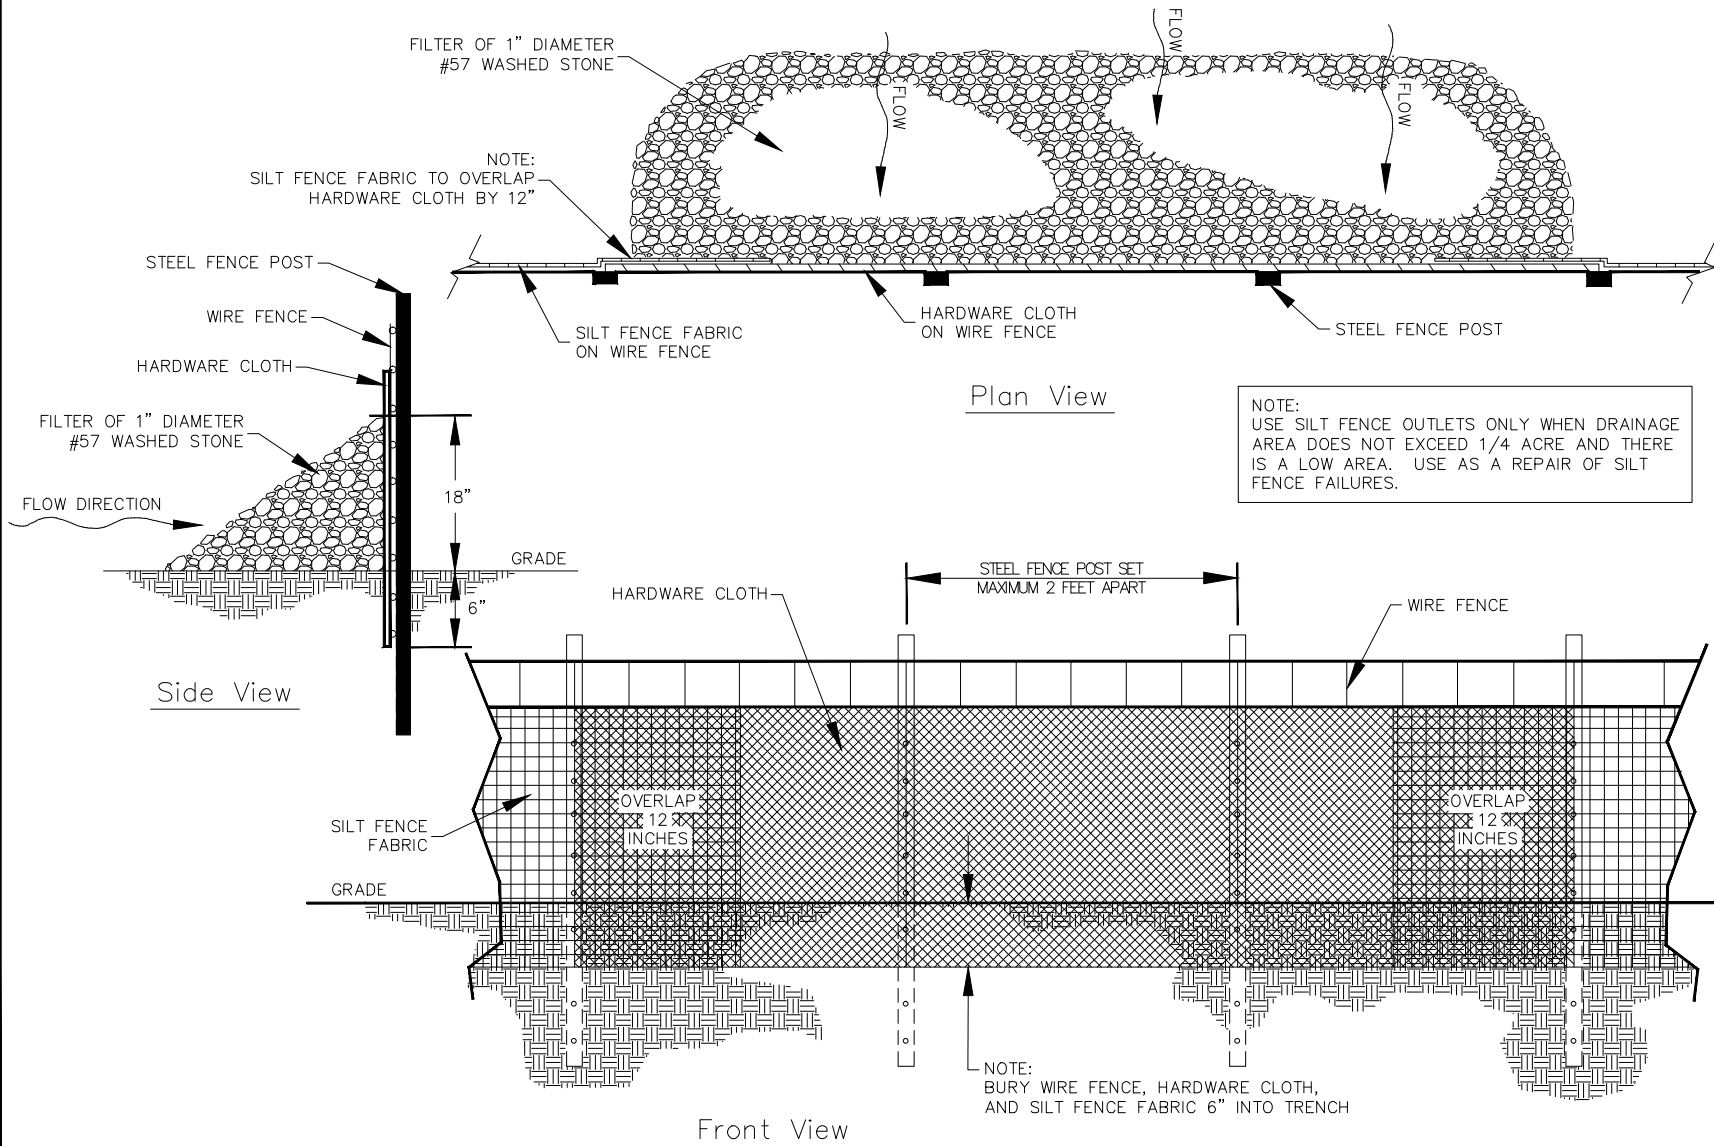 FLOW
FILTER OF 1” DIAMETER
#57 WASHED STONE
FLOW
FLOW
NOTE:
SILT FENCE FABRIC TO OVERLAP
HARDWARE CLOTH BY 12”
STEEL FENCE POST
WIRE FENCE
HARDWARE CLOTH
FILTER OF 1” DIAMETER
#57 WASHED STONE
FLOW DIRECTION
18”
GRADE
6”
Side View
SILT FENCE FABRIC
ON WIRE FENCE
HARDWARE CLOTH
ON WIRE FENCE
STEEL FENCE POST
Plan View
NOTE:
USE SILT FENCE OUTLETS ONLY WHEN DRAINAGE
AREA DOES NOT EXCEED 1/4 ACRE AND THERE
IS A LOW AREA. USE AS A REPAIR OF SILT
FENCE FAILURES.
STEEL FENCE POST SET
MAXIMUM 2 FEET APART
HARDWARE CLOTH
WIRE FENCE
OVERLAP
12
INCHES
OVERLAP
12
INCHES
SILT FENCE
FABRIC
GRADE
NOTE:
BURY WIRE FENCE, HARDWARE CLOTH,
AND SILT FENCE FABRIC 6” INTO TRENCH
Front View